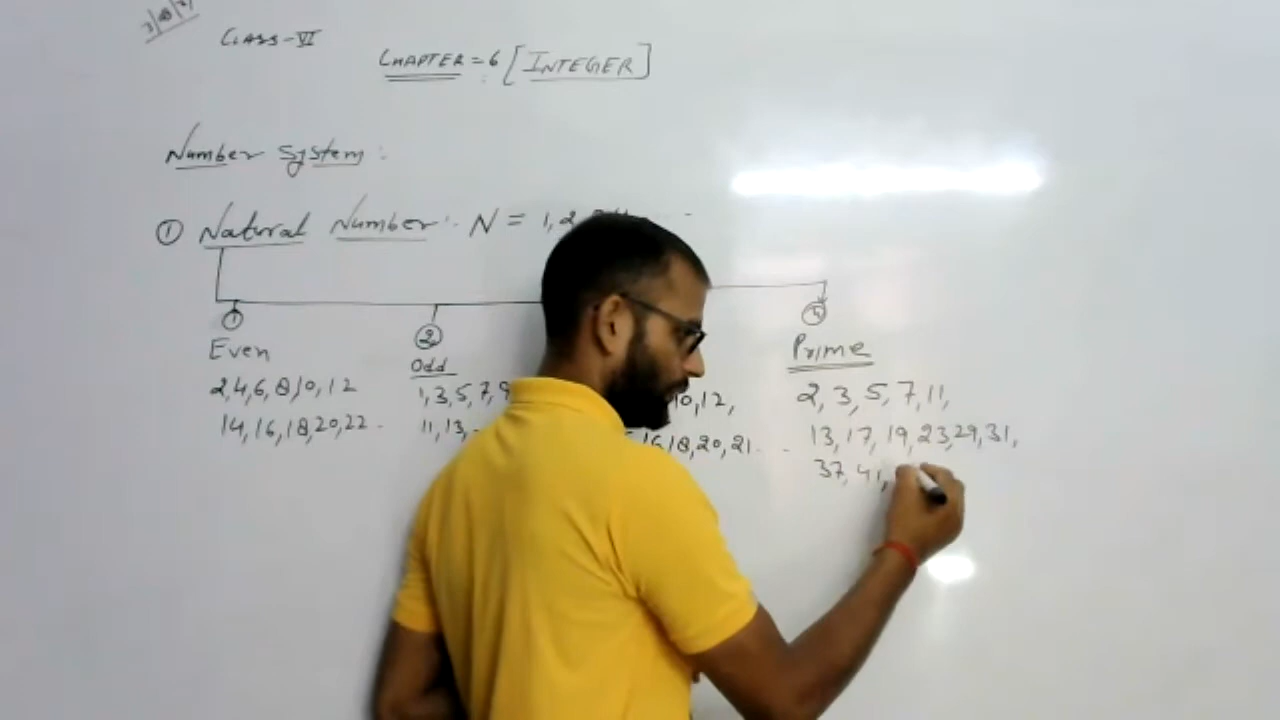 CLASS-VI
CHAPTER = 6 [INTEGER]
Number System:
① Natural Number:. N = 1, 2
① ② ④
Even Odd Prime
2,4,6,8,10,12 1,3,5,7,9 10,12, 2,3,5,7,11,
14,16,18,20,22. 11,13, 16,18,20,21... 13,17,19,23,29,31,
37,41,